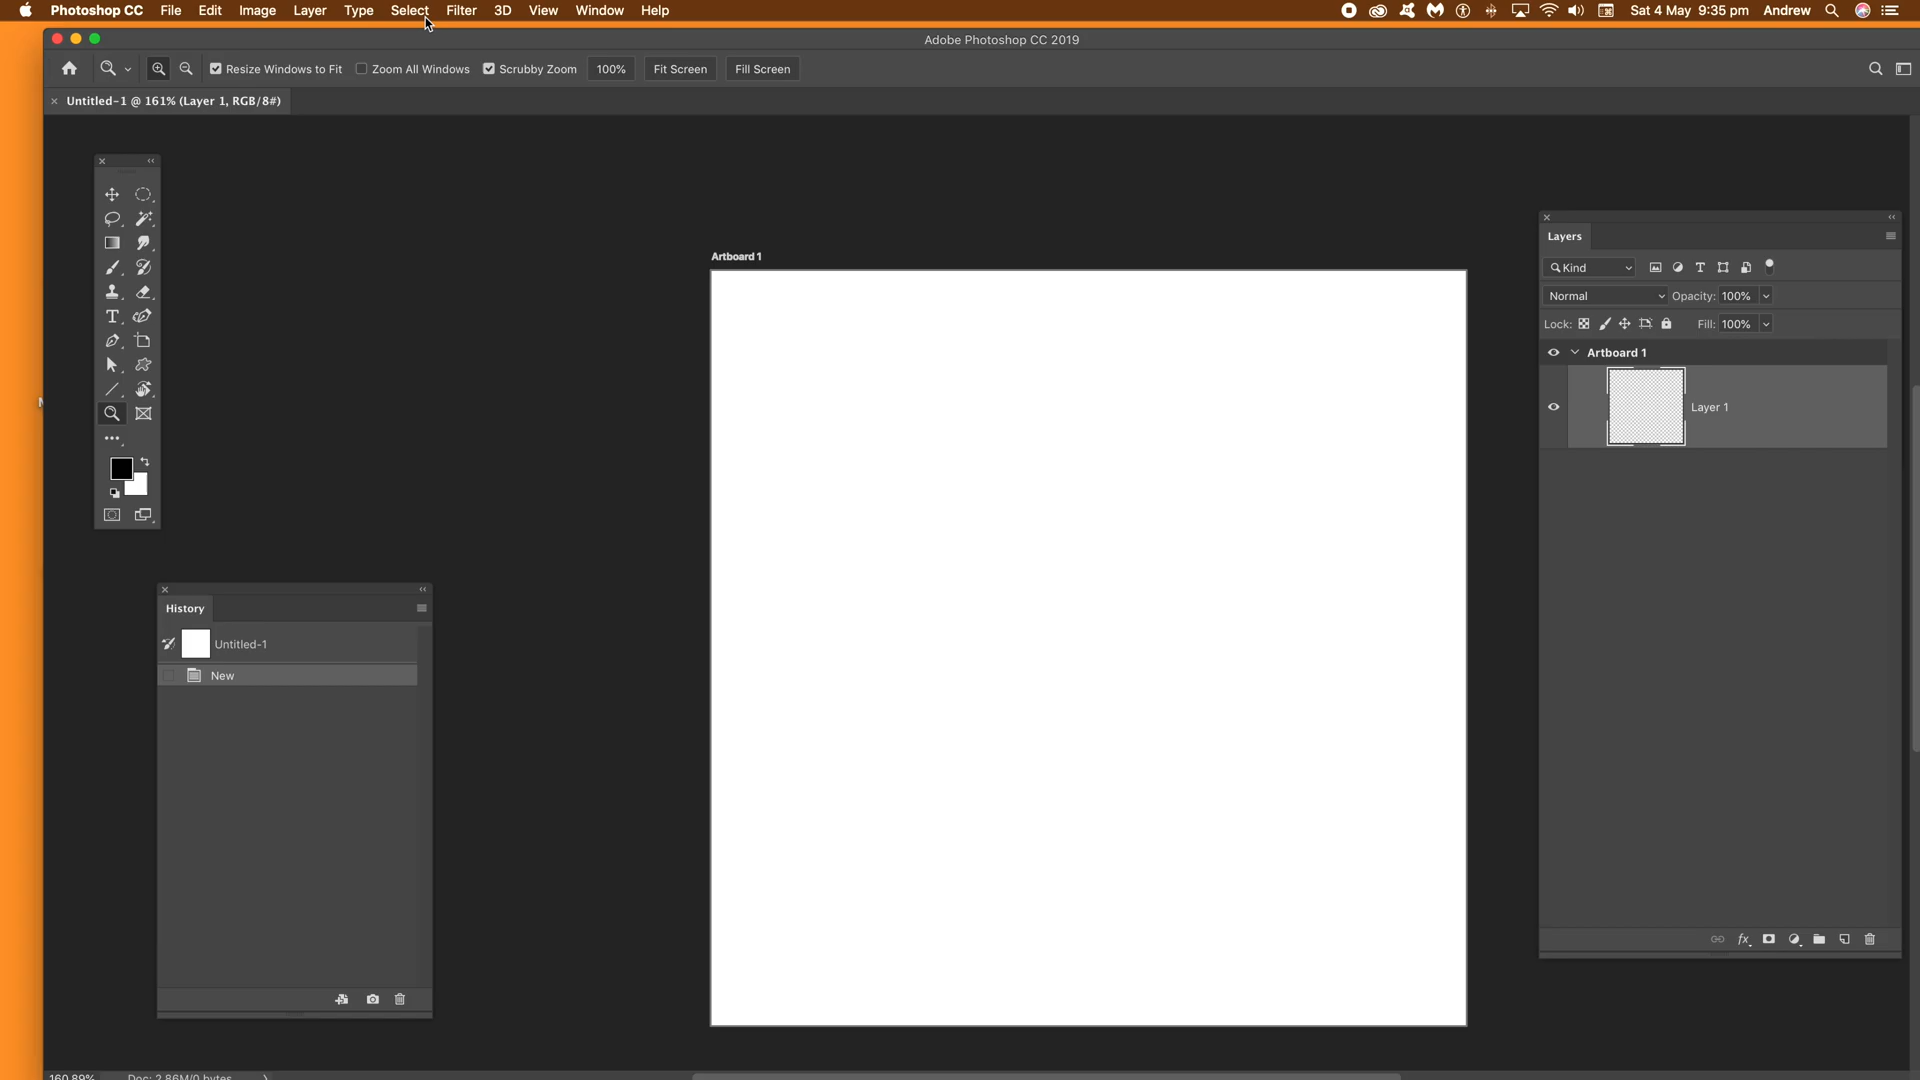 Photoshop CC File Edit Image Layer Type Select Filter 3D View Window Help Sat 4 May 9:35 pm Andrew
Adobe Photoshop CC 2019
Resize Windows to Fit Zoom All Windows Scrubby Zoom 100% Fit Screen Fill Screen
Untitled-1 @ 161% (Layer 1, RGB/8#)
Artboard 1
Layers
Kind
Normal Opacity: 100%
Lock: Fill: 100%
Artboard 1
Layer 1
History
Untitled-1
New
160.89% Doc: 2.86M/0 bytes